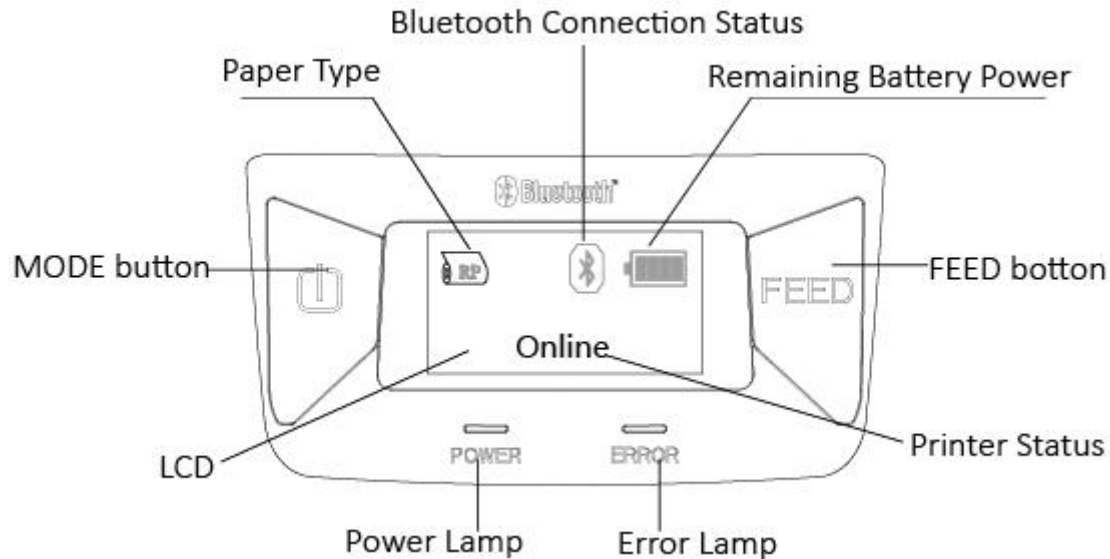 Bluetooth Connection Status
Paper Type
Remaining Battery Power
Bluetooth™
MODE button
RP
FEED
FEED botton
Online
LCD
POWER
ERROR
Printer Status
Power Lamp
Error Lamp